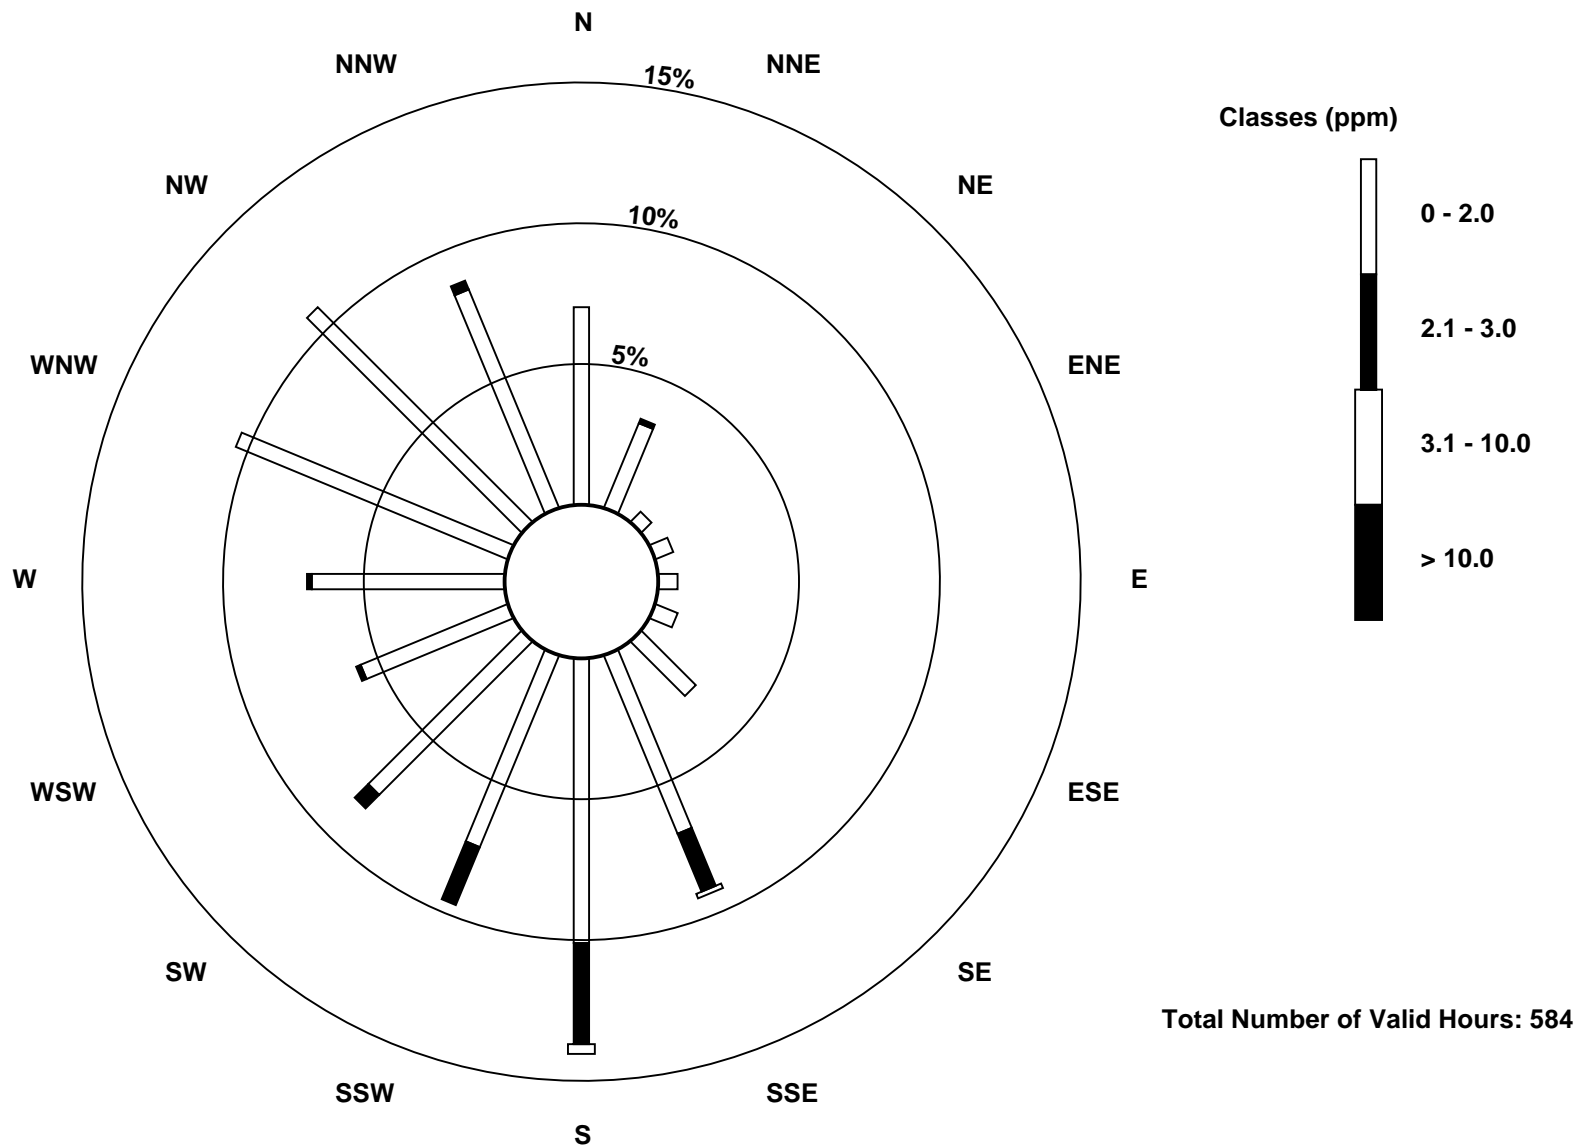 N
NNW
NNE
15%
Classes (ppm)
NW
NE
0 - 2.0
10%
2.1 - 3.0
5%
WNW
ENE
3.1 - 10.0
> 10.0
W
E
WSW
ESE
SW
SE
Total Number of Valid Hours: 584
SSW
SSE
S